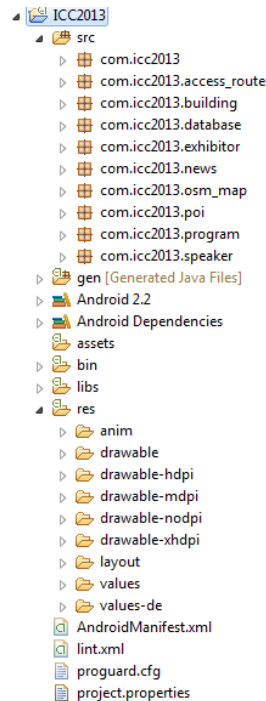 ICC2013
src
com.icc2013
com.icc2013.access_route
com.icc2013.building
com.icc2013.database
com.icc2013.exhibitor
com.icc2013.news
com.icc2013.osm_map
com.icc2013.poi
com.icc2013.program
com.icc2013.speaker
gen [Generated Java Files]
Android 2.2
Android Dependencies
assets
bin
libs
res
anim
drawable
drawable-hdpi
drawable-mdpi
drawable-nodpi
drawable-xhdpi
layout
values
values-de
AndroidManifest.xml
lint.xml
proguard.cfg
project.properties